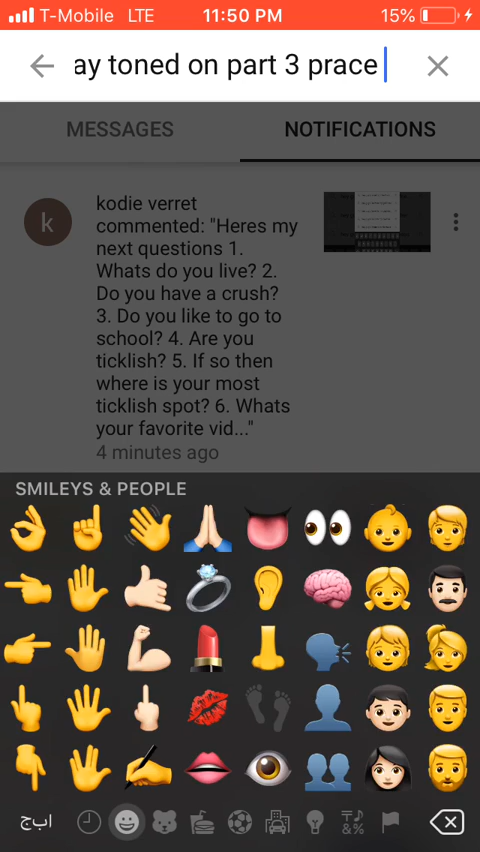 T-Mobile LTE 11:50 PM 15%
ay toned on part 3 prace
MESSAGES NOTIFICATIONS
k
kodie verret
commented: "Heres my
next questions 1.
Whats do you live? 2.
Do you have a crush?
3. Do you like to go to
school? 4. Are you
ticklish? 5. If so then
where is your most
ticklish spot? 6. Whats
your favorite vid..."
4 minutes ago
SMILEYS & PEOPLE
ابج
&%